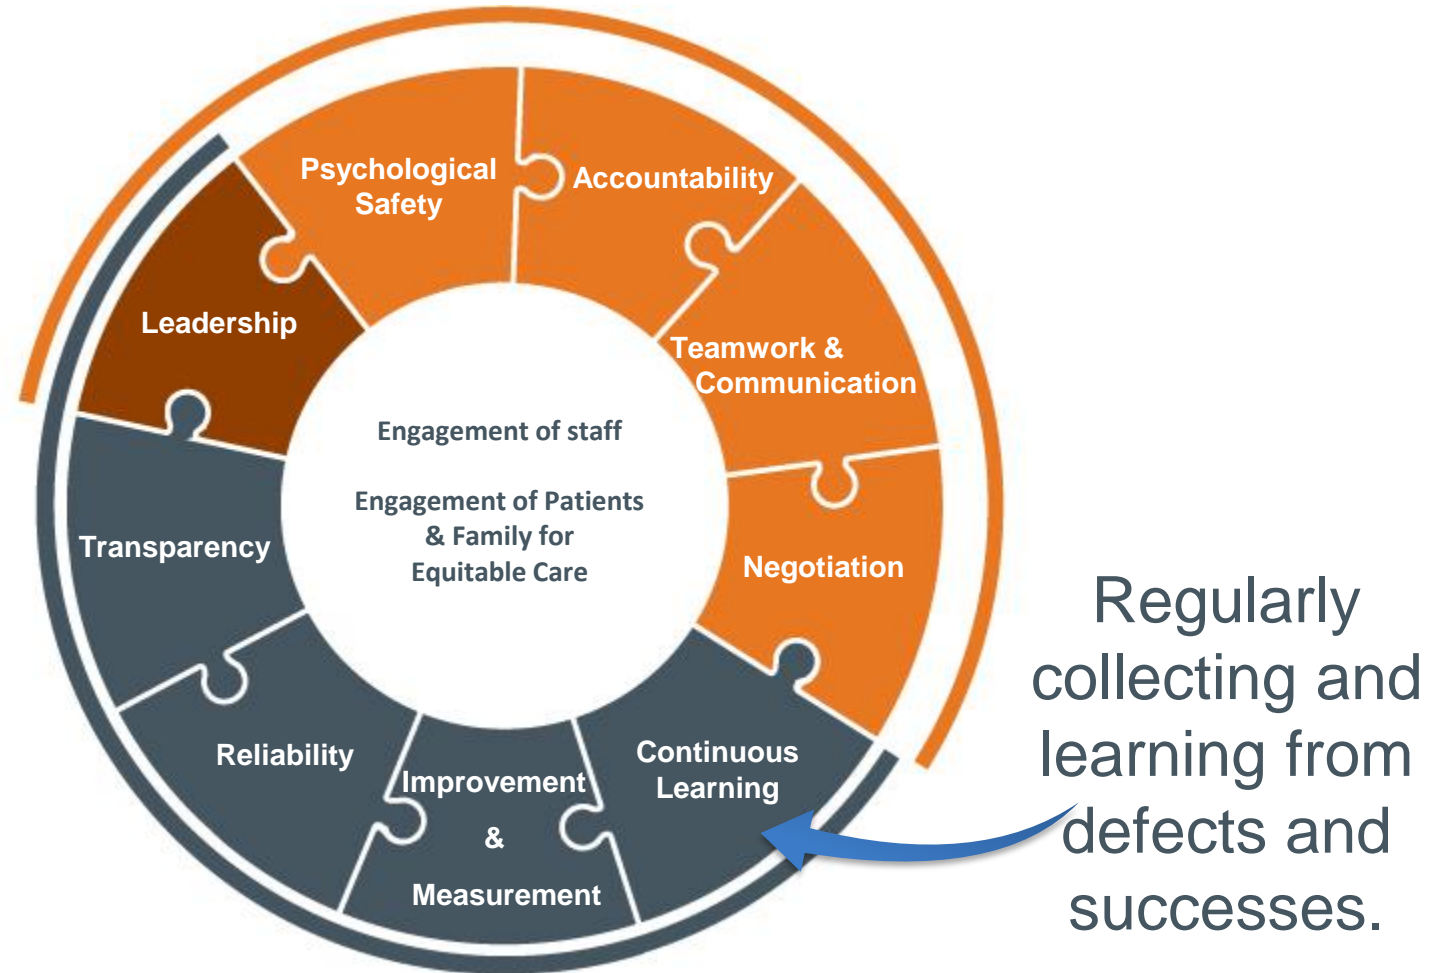 Psychological
Safety
Accountability
Leadership
Teamwork &
Communication
Engagement of staff
Engagement of Patients
& Family for
Equitable Care
Transparency
Negotiation
Reliability
Improvement
&
Measurement
Continuous
Learning
Regularly
collecting and
learning from
defects and
successes.